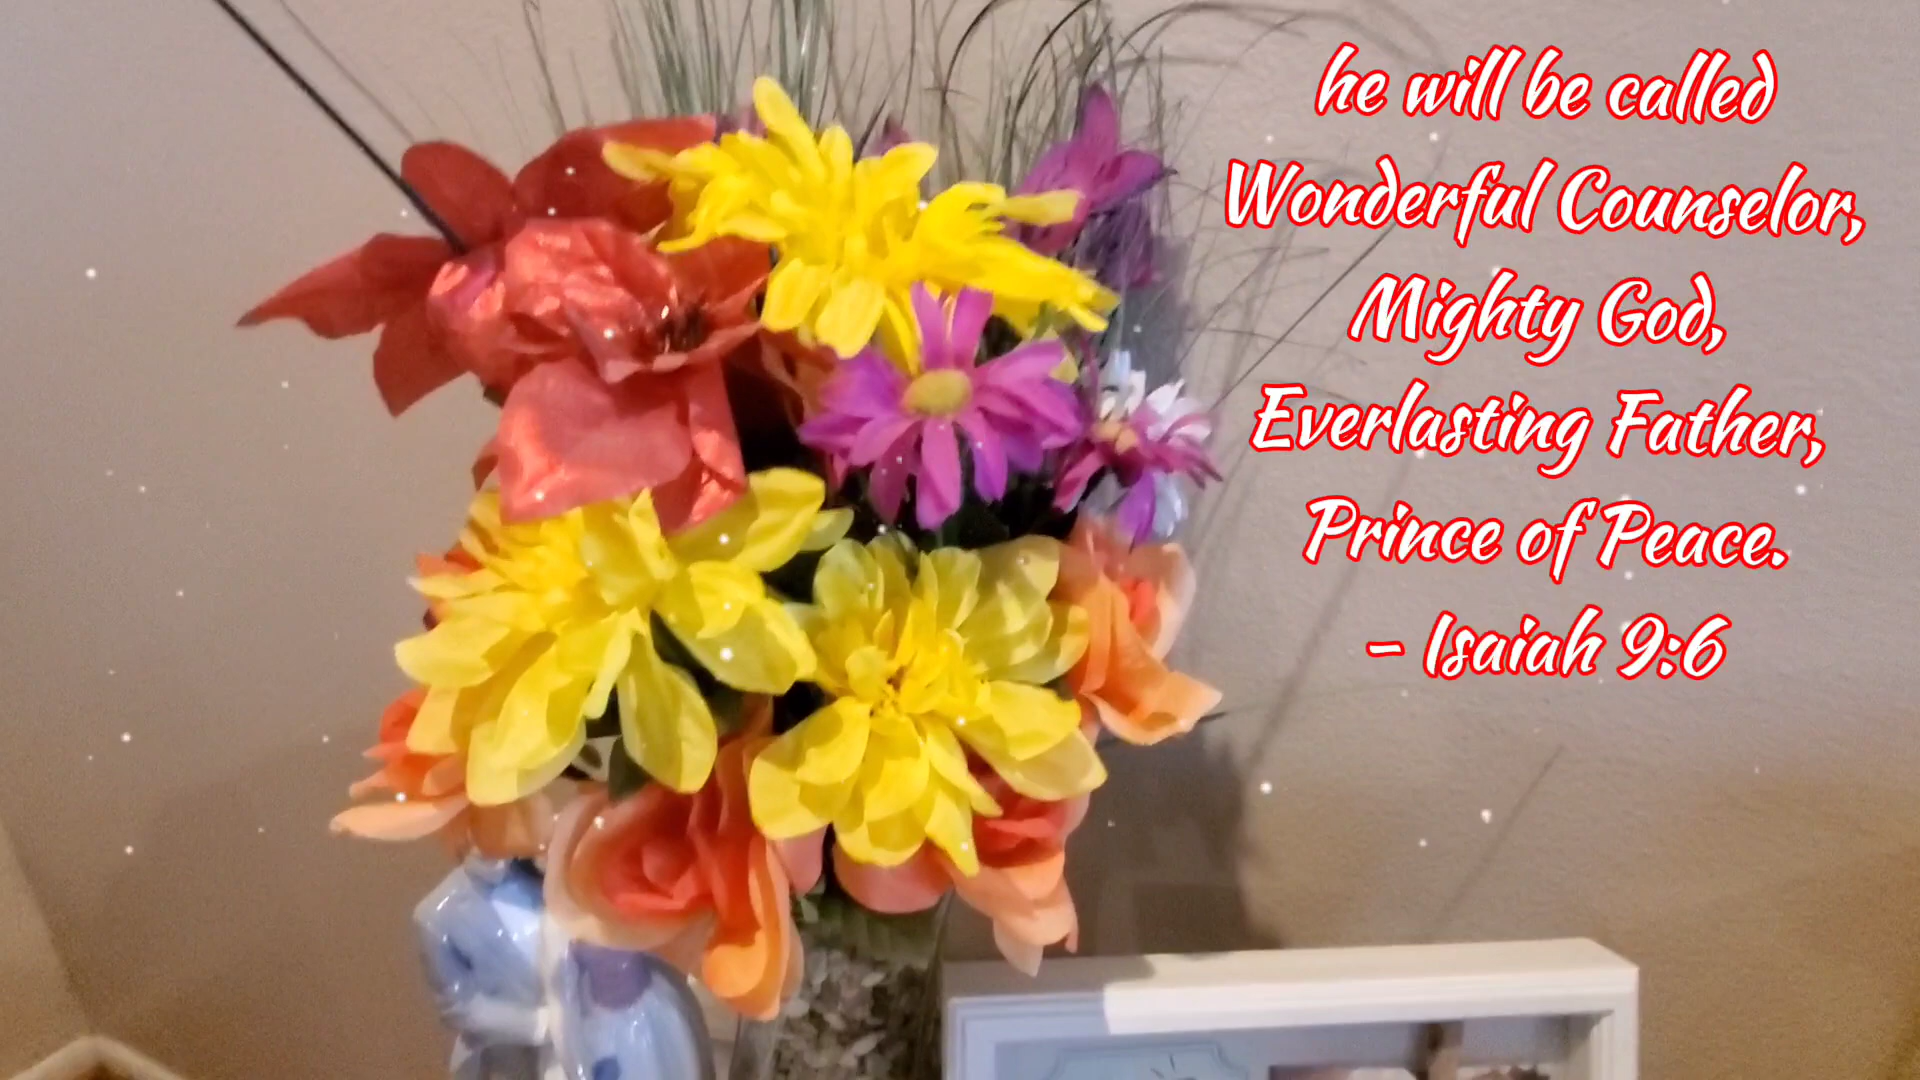 he will be called
Wonderful Counselor,
Mighty God,
Everlasting Father,
Prince of Peace.
– Isaiah 9:6